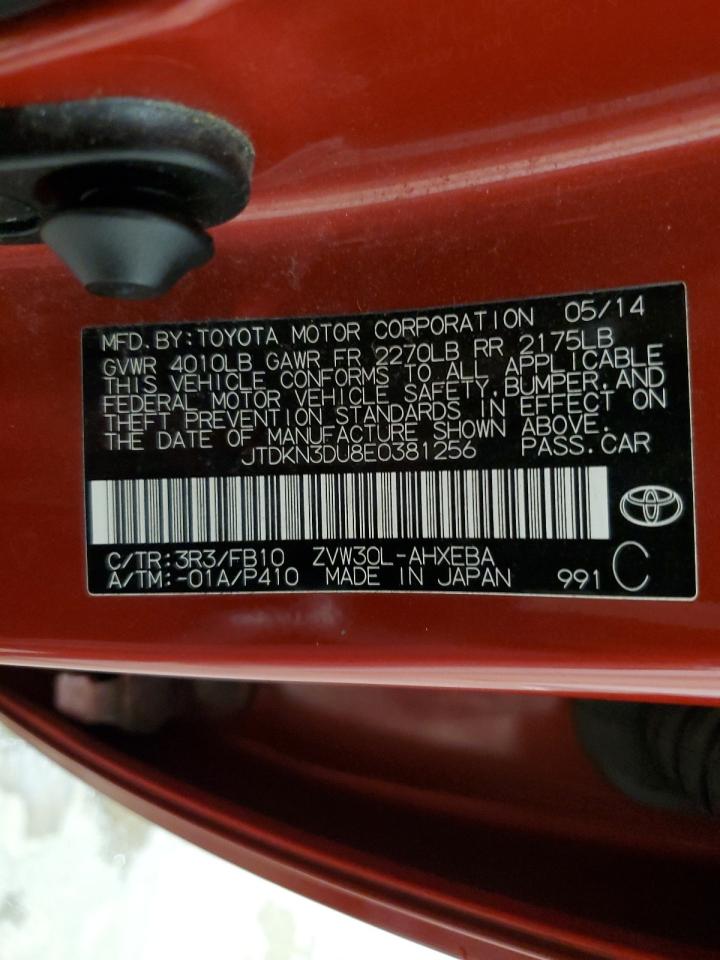 MFD. BY: TOYOTA MOTOR CORPORATION 05/14
GVWR 4010LB GAWR FR 2270LB RR 2175LB
THIS VEHICLE CONFORMS TO ALL APPLICABLE
FEDERAL MOTOR VEHICLE SAFETY, BUMPER, AND
THEFT PREVENTION STANDARDS IN EFFECT ON
THE DATE OF MANUFACTURE SHOWN ABOVE.
JTDKN3DU8E0381256 PASS. CAR
C/TR: 3R3/FB10 ZVW30L-AHXEBA
A/TM: -01A/P410 MADE IN JAPAN 991 C